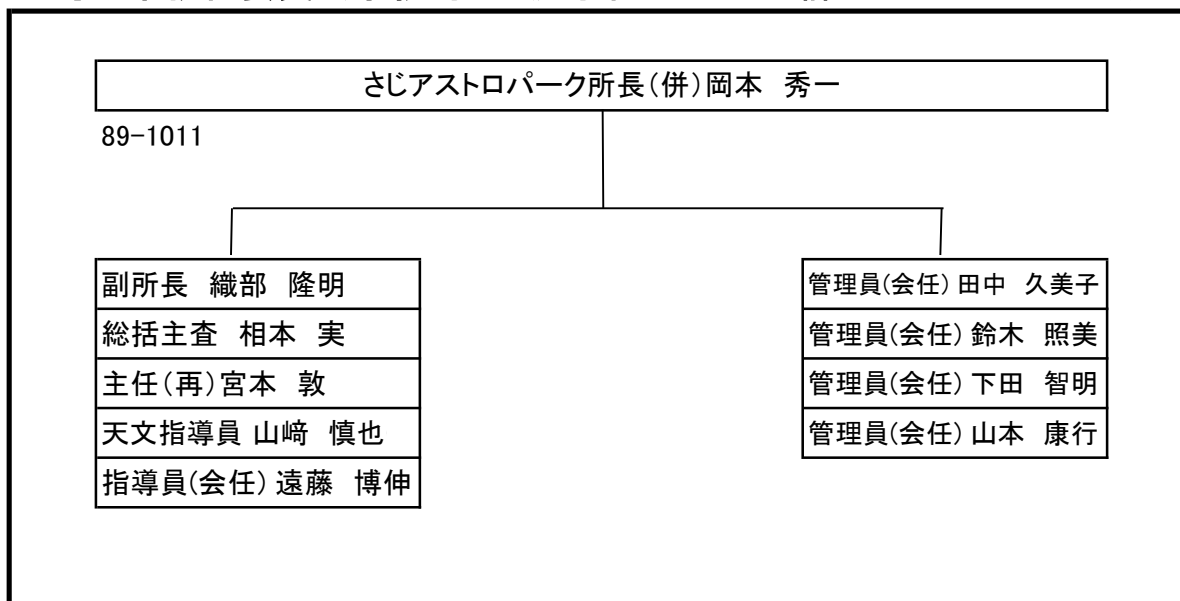 さじアストロパーク所長(併)岡本　秀一
89-1011
副所長　織部　隆明
総括主査　相本　実
主任(再)宮本　敦
天文指導員 山﨑　慎也
指導員(会任) 遠藤　博伸
管理員(会任) 田中　久美子
管理員(会任) 鈴木　照美
管理員(会任) 下田　智明
管理員(会任) 山本　康行